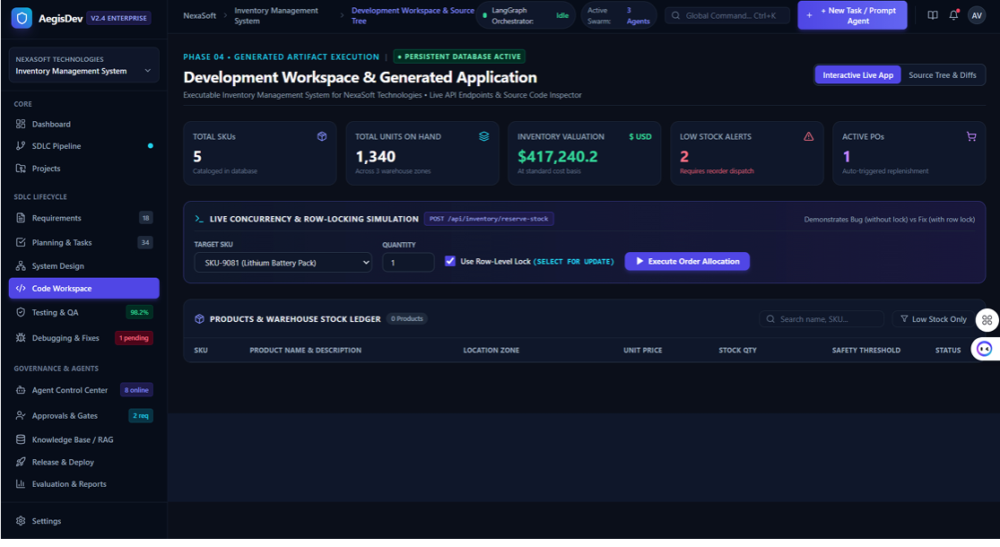 AegisDev V2.4 ENTERPRISE
NEXASOFT TECHNOLOGIES
Inventory Management System
CORE
Dashboard
SDLC Pipeline
Projects
SDLC LIFECYCLE
Requirements 18
Planning & Tasks 34
System Design
Code Workspace
Testing & QA 98.2%
Debugging & Fixes 1 pending
GOVERNANCE & AGENTS
Agent Control Center 8 online
Approvals & Gates 2 req
Knowledge Base / RAG
Release & Deploy
Evaluation & Reports
Settings
NexaSoft
Inventory Management
System
Development Workspace & Source
Tree
LangGraph
Orchestrator:
Idle
Active
Swarm:
3
Agents
Global Command... Ctrl+K
+ + New Task / Prompt
Agent
AV
PHASE 04 • GENERATED ARTIFACT EXECUTION | • PERSISTENT DATABASE ACTIVE
Development Workspace & Generated Application
Executable Inventory Management System for NexaSoft Technologies • Live API Endpoints & Source Code Inspector
Interactive Live App
Source Tree & Diffs
TOTAL SKUs
5
Cataloged in database
TOTAL UNITS ON HAND
1,340
Across 3 warehouse zones
INVENTORY VALUATION $ USD
$417,240.2
At standard cost basis
LOW STOCK ALERTS
2
Requires reorder dispatch
ACTIVE POs
1
Auto-triggered replenishment
LIVE CONCURRENCY & ROW-LOCKING SIMULATION POST /api/inventory/reserve-stock
Demonstrates Bug (without lock) vs Fix (with row lock)
TARGET SKU
SKU-9081 (Lithium Battery Pack)
QUANTITY
1
Use Row-Level Lock (SELECT FOR UPDATE)
Execute Order Allocation
PRODUCTS & WAREHOUSE STOCK LEDGER 0 Products
Search name, SKU...
Low Stock Only
SKU PRODUCT NAME & DESCRIPTION LOCATION ZONE UNIT PRICE STOCK QTY SAFETY THRESHOLD STATUS